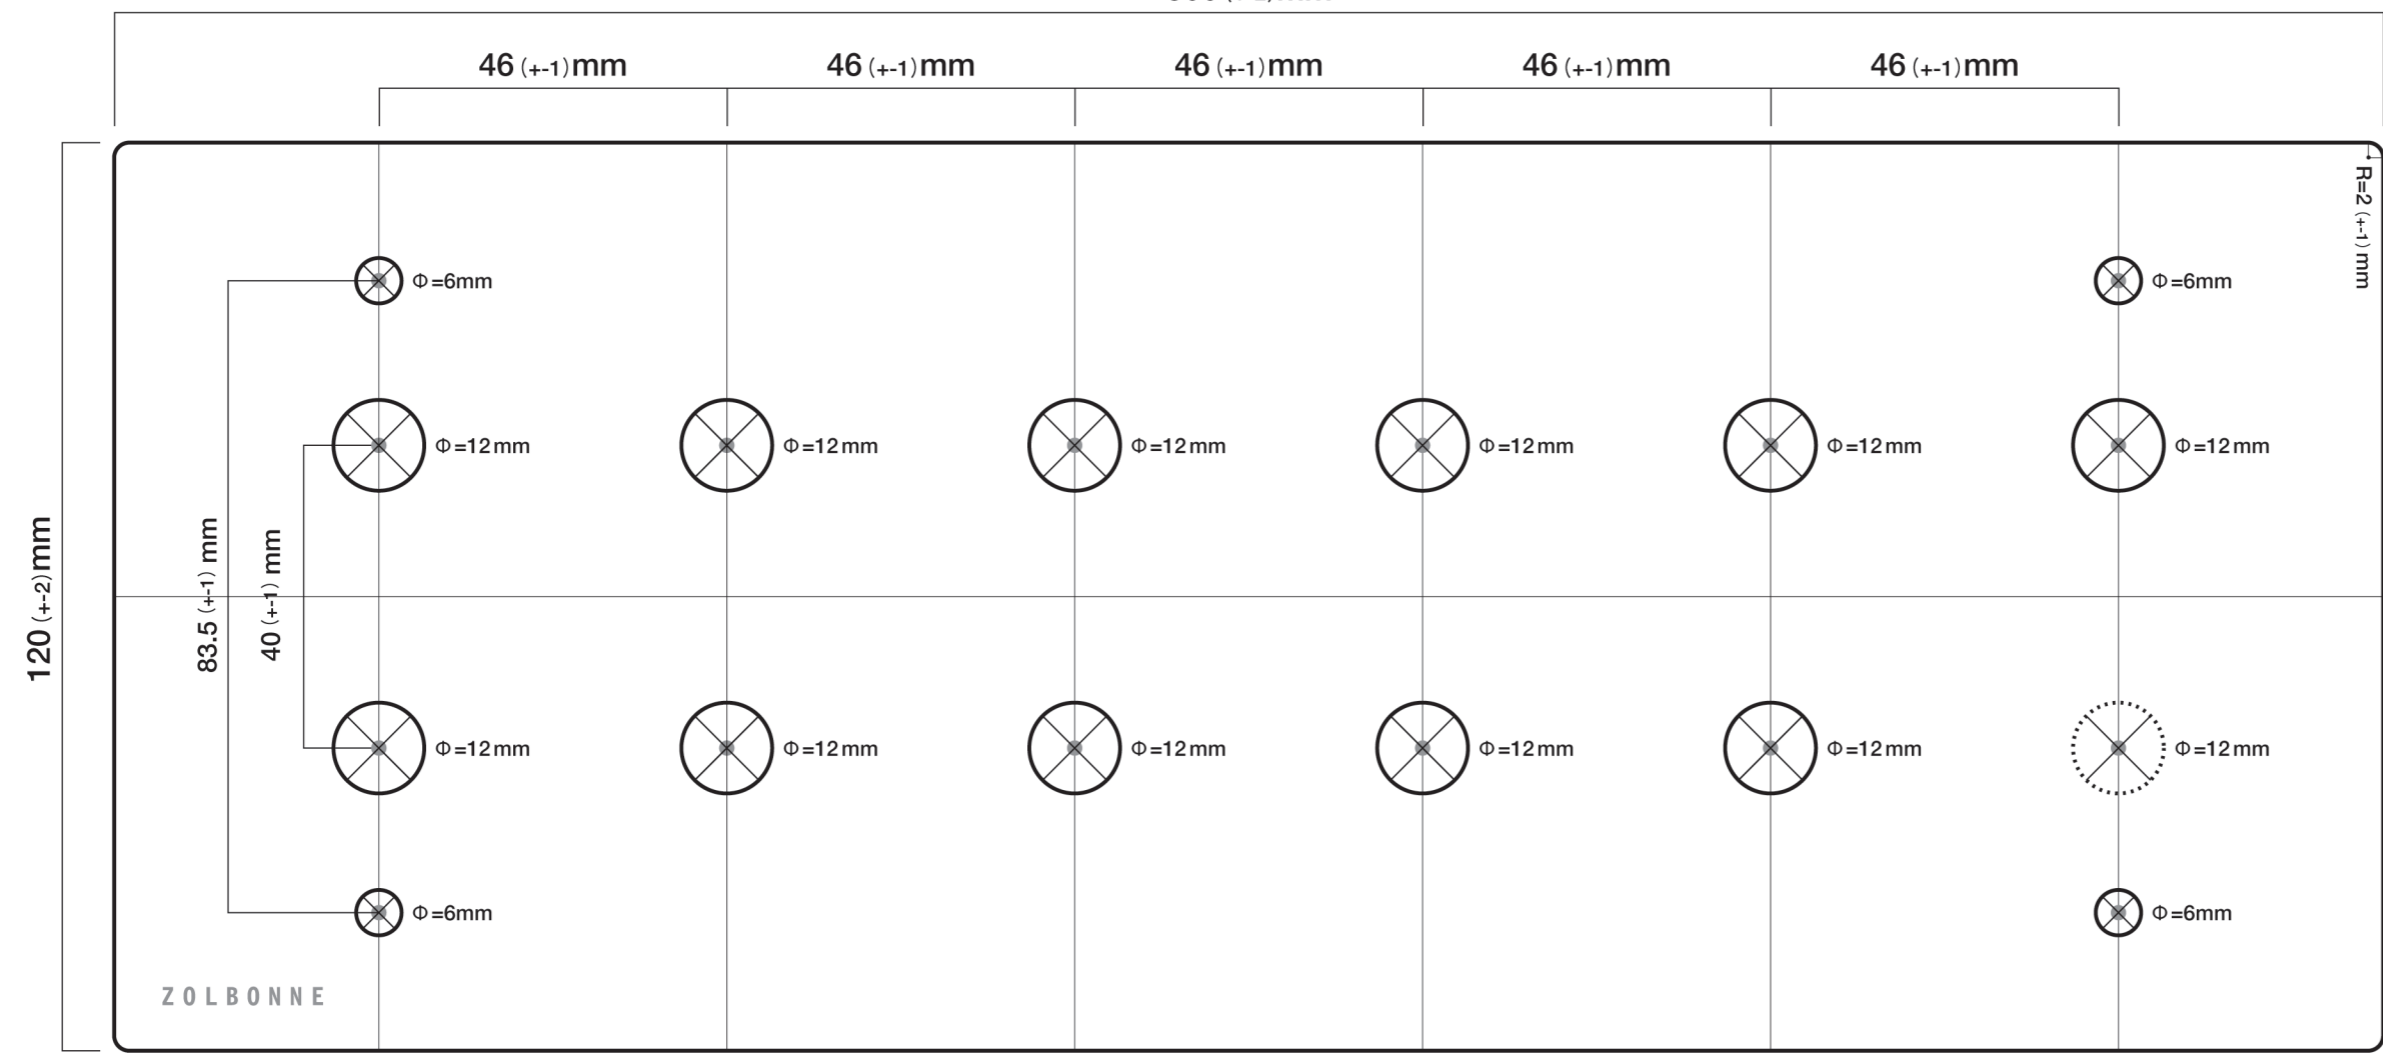 46 (+-1)mm 46 (+-1)mm 46 (+-1)mm 46 (+-1)mm 46 (+-1)mm
R=2 (+-1) mm
Φ=6mm Φ=6mm
Φ=12mm Φ=12mm Φ=12mm Φ=12mm Φ=12mm Φ=12mm
120 (+-2)mm
83.5 (+-1) mm
40 (+-1) mm
Φ=12mm Φ=12mm Φ=12mm Φ=12mm Φ=12mm Φ=12mm
Φ=6mm Φ=6mm
ZOLBONNE